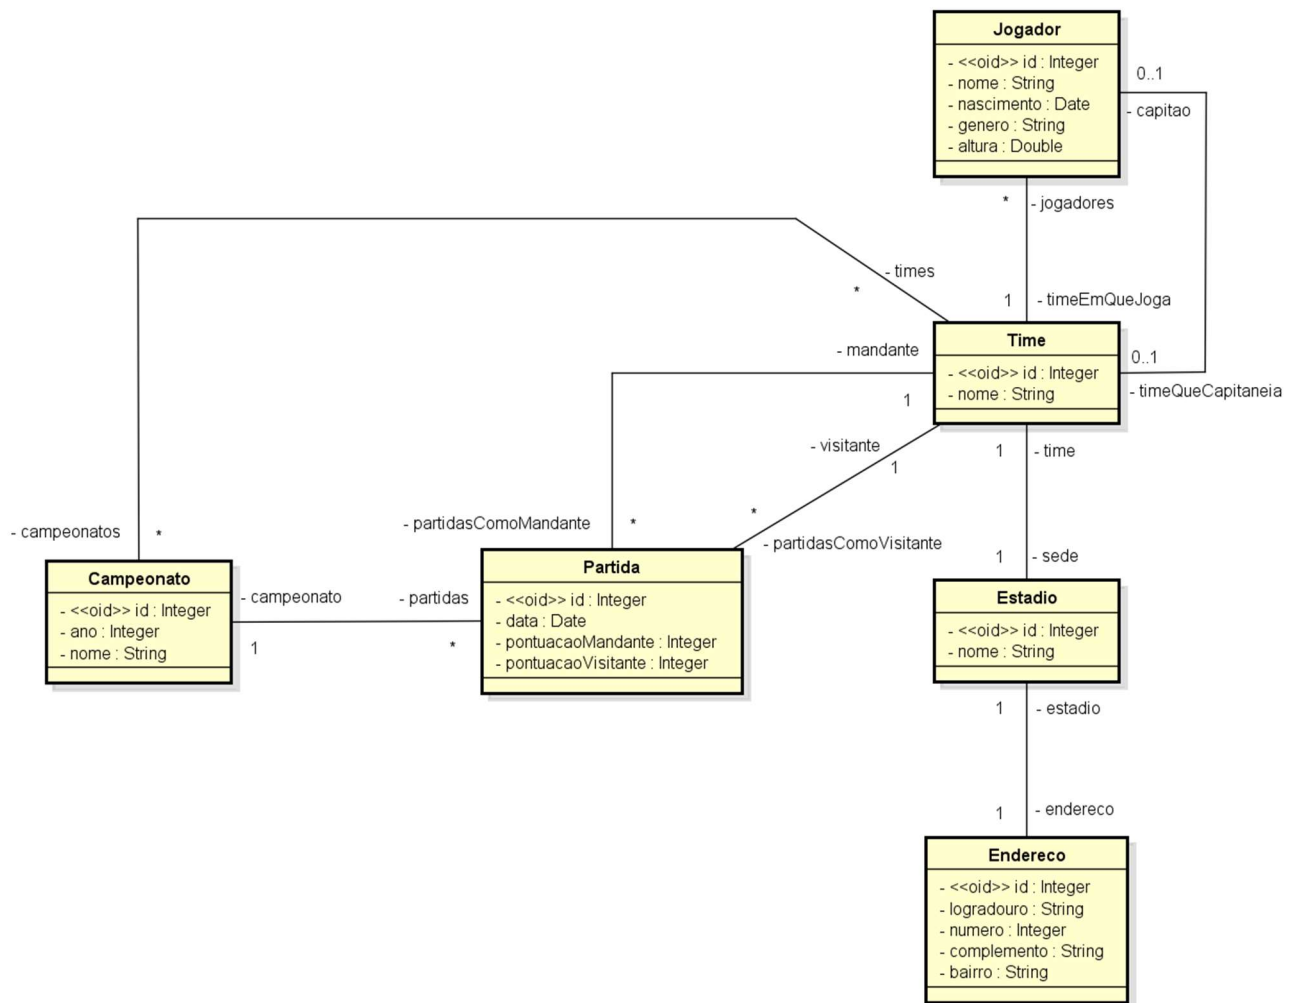 Jogador
- <<oid>> id : Integer
- nome : String
- nascimento : Date
- genero : String
- altura : Double
0..1
- capitao
*
- jogadores
- times
*
1
- timeEmQueJoga
Time
- <<oid>> id : Integer
- nome : String
- mandante
1
0..1
- timeQueCapitaneia
- visitante
1
1
- time
- campeonatos
*
- partidasComoMandante
*
*
- partidasComoVisitante
1
- sede
Campeonato
- <<oid>> id : Integer
- ano : Integer
- nome : String
- campeonato
1
- partidas
*
Partida
- <<oid>> id : Integer
- data : Date
- pontuacaoMandante : Integer
- pontuacaoVisitante : Integer
Estadio
- <<oid>> id : Integer
- nome : String
1
- estadio
1
- endereco
Endereco
- <<oid>> id : Integer
- logradouro : String
- numero : Integer
- complemento : String
- bairro : String